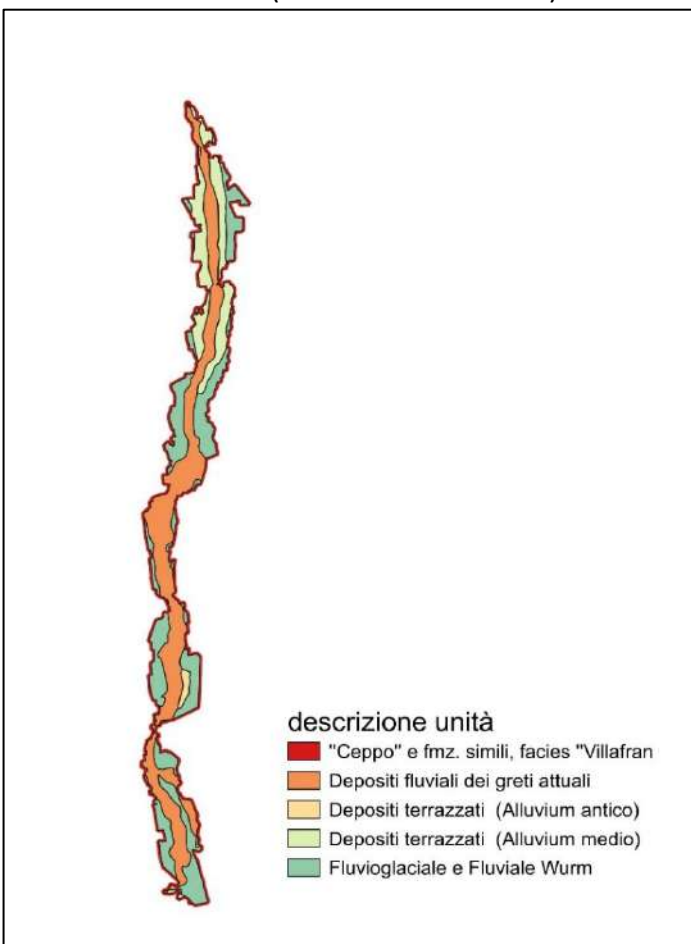 descrizione unità
"Ceppo" e fmz. simili, facies "Villafran
Depositi fluviali dei greti attuali
Depositi terrazzati (Alluvium antico)
Depositi terrazzati (Alluvium medio)
Fluvioglaciale e Fluviale Wurm